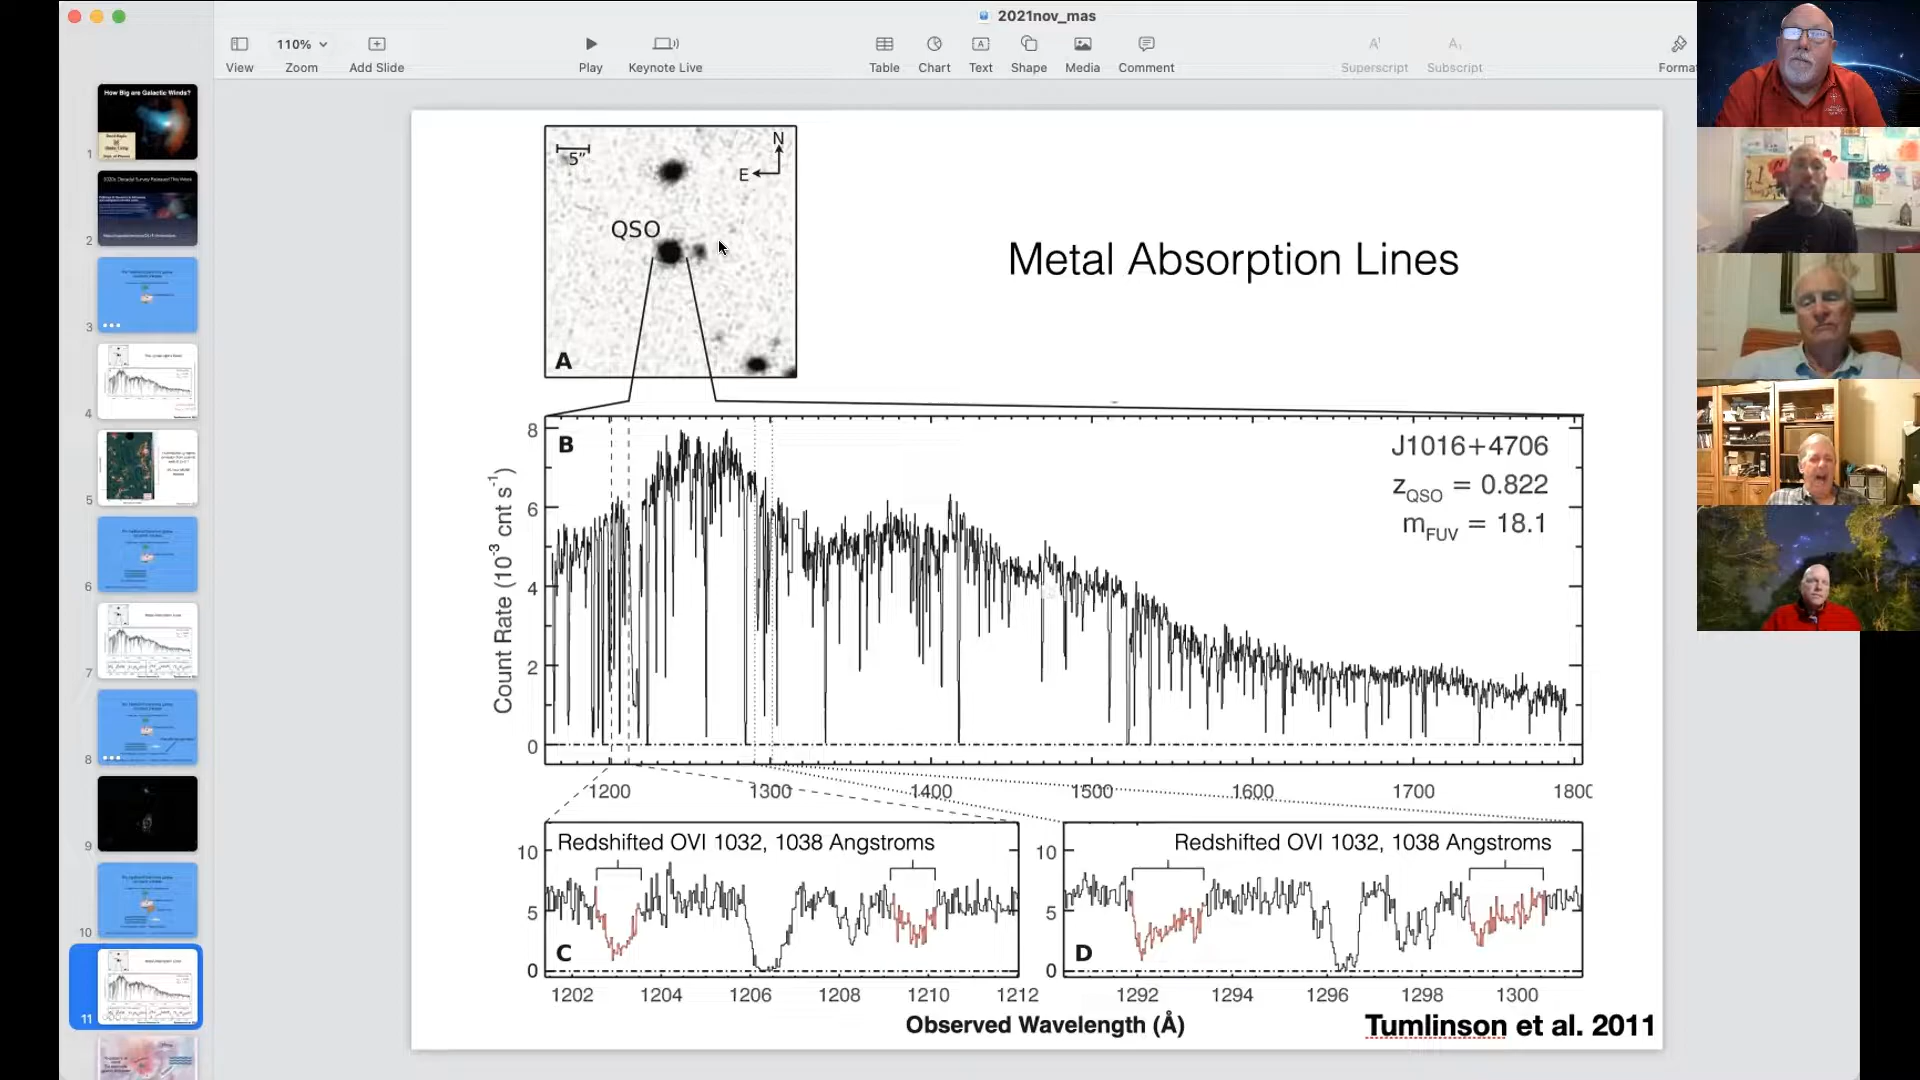 2021nov_mas
110%
View
Zoom
Add Slide
Play
Keynote Live
Table
Chart
Text
Shape
Media
Comment
Superscript
Subscript
Format
How Big are Galactic Winds?
1
2
3
4
5
6
7
8
9
10
11
5"
N
E
QSO
A
Metal Absorption Lines
B
J1016+4706
zQSO = 0.822
mFUV = 18.1
Count Rate (10⁻³ cnt s⁻¹)
8
6
4
2
0
1200 1300 1400 1500 1600 1700 1800
Redshifted OVI 1032, 1038 Angstroms
10
5
0
C
1202 1204 1206 1208 1210 1212
Redshifted OVI 1032, 1038 Angstroms
10
5
0
D
1292 1294 1296 1298 1300
Observed Wavelength (Å)
Tumlinson et al. 2011